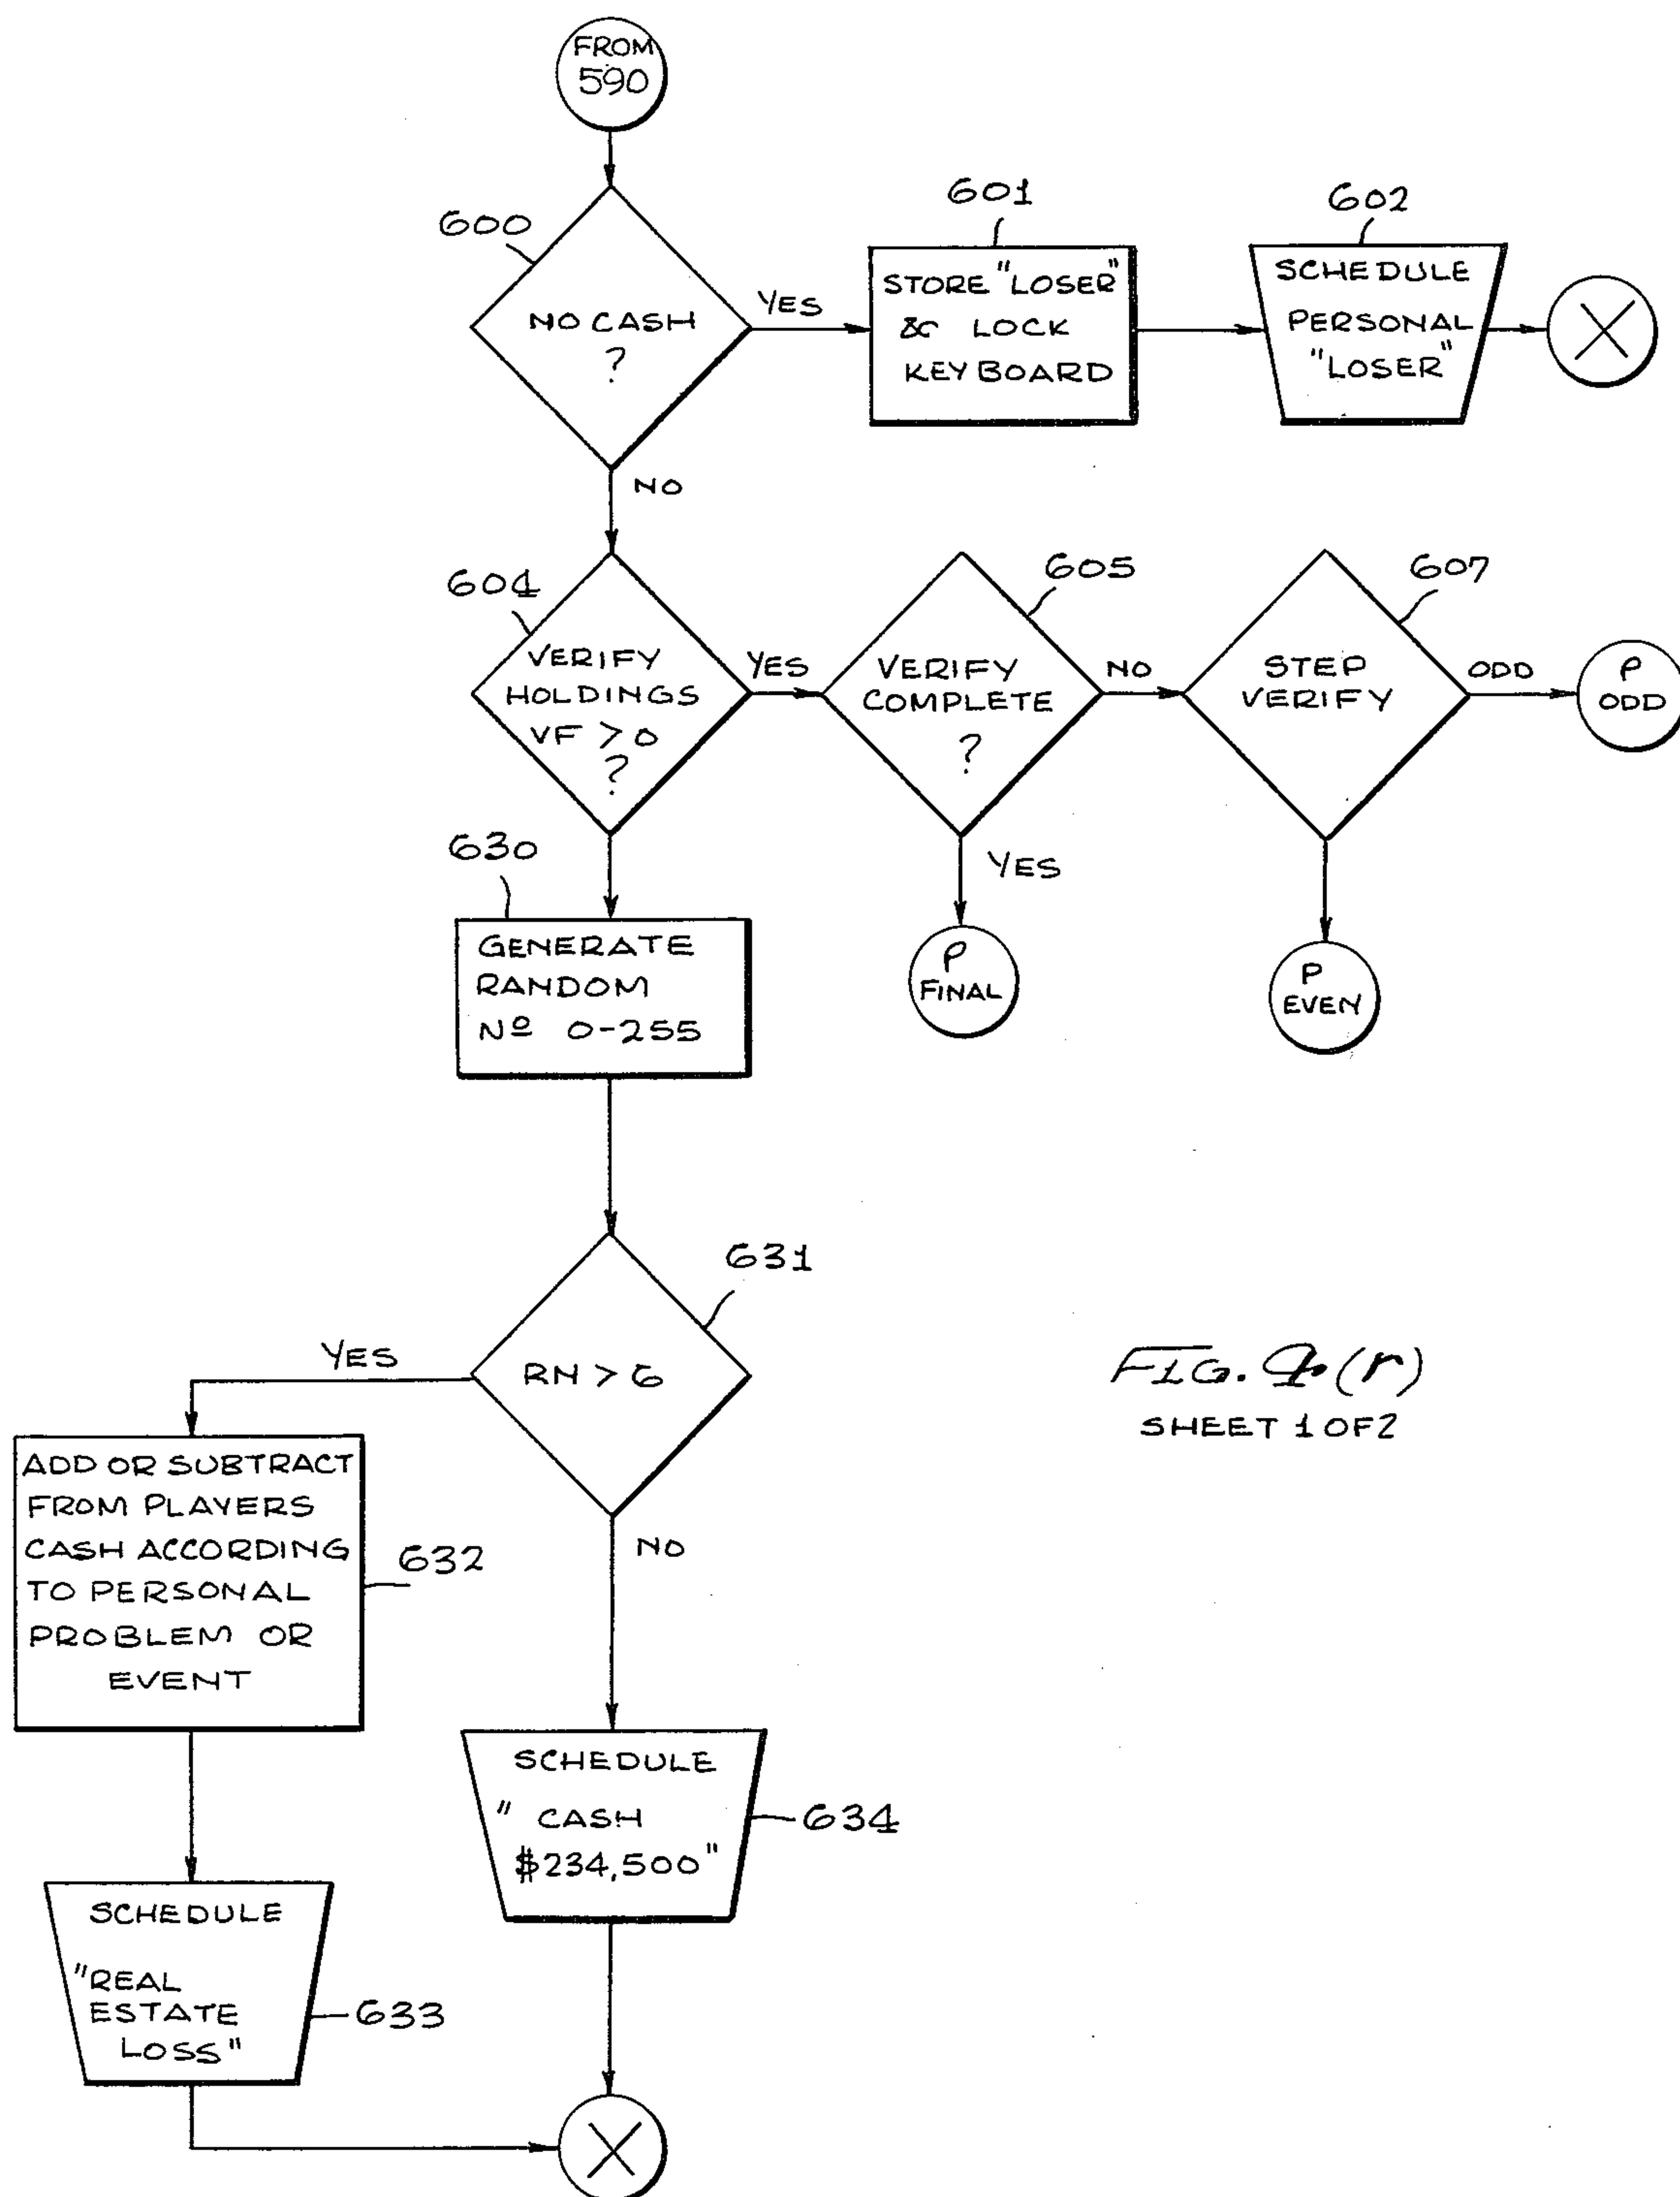 FROM
590
600
NO CASH
?
YES
601
STORE "LOSER"
& LOCK
KEYBOARD
602
SCHEDULE
PERSONAL
"LOSER"
X
NO
604
VERIFY
HOLDINGS
VF > 0
?
YES
605
VERIFY
COMPLETE
?
NO
607
STEP
VERIFY
ODD
P
ODD
YES
P
FINAL
P
EVEN
630
GENERATE
RANDOM
Nº 0-255
631
RN > 6
YES
FIG. (r)
SHEET 1 OF 2
ADD OR SUBTRACT
FROM PLAYERS
CASH ACCORDING
TO PERSONAL
PROBLEM OR
EVENT
632
NO
SCHEDULE
" CASH
$234,500"
634
SCHEDULE
"REAL
ESTATE
LOSS"
633
X